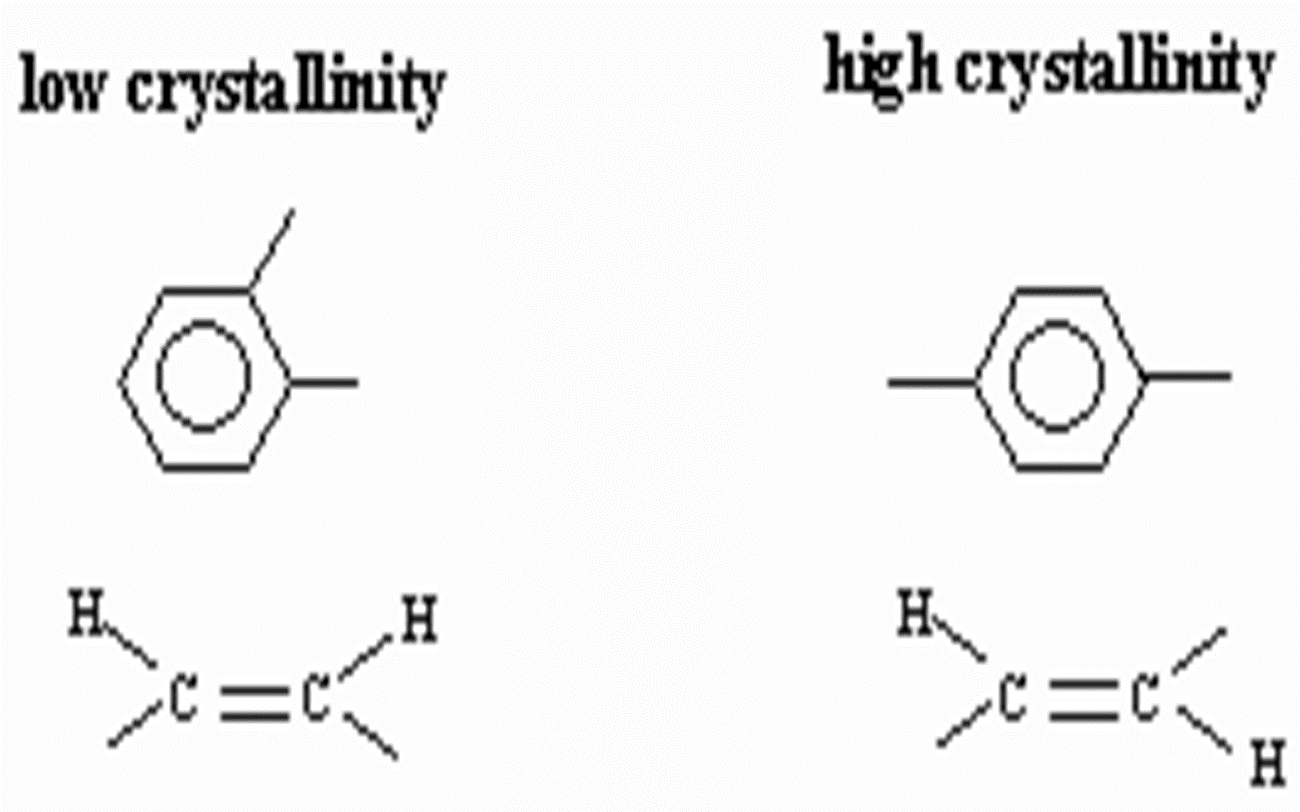 low crystallinity
high crystallinity
H H
C = C
H
C = C
H